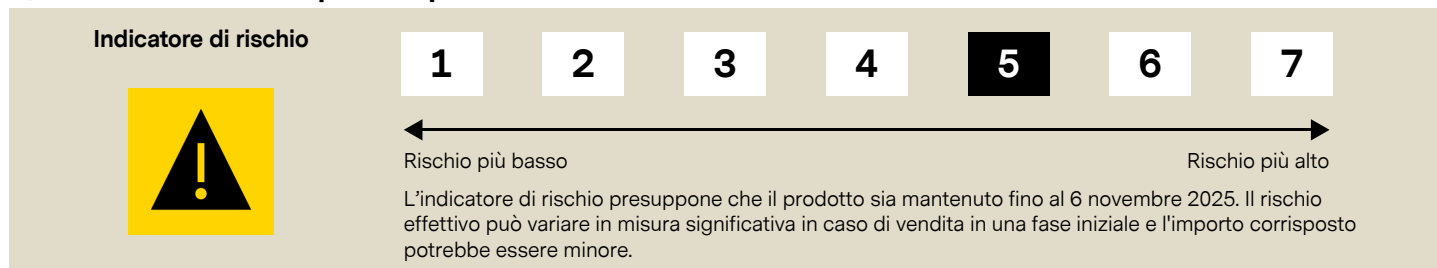 Indicatore di rischio
1 2 3 4 5 6 7
Rischio più basso
Rischio più alto
L'indicatore di rischio presuppone che il prodotto sia mantenuto fino al 6 novembre 2025. Il rischio
effettivo può variare in misura significativa in caso di vendita in una fase iniziale e l'importo corrisposto
potrebbe essere minore.